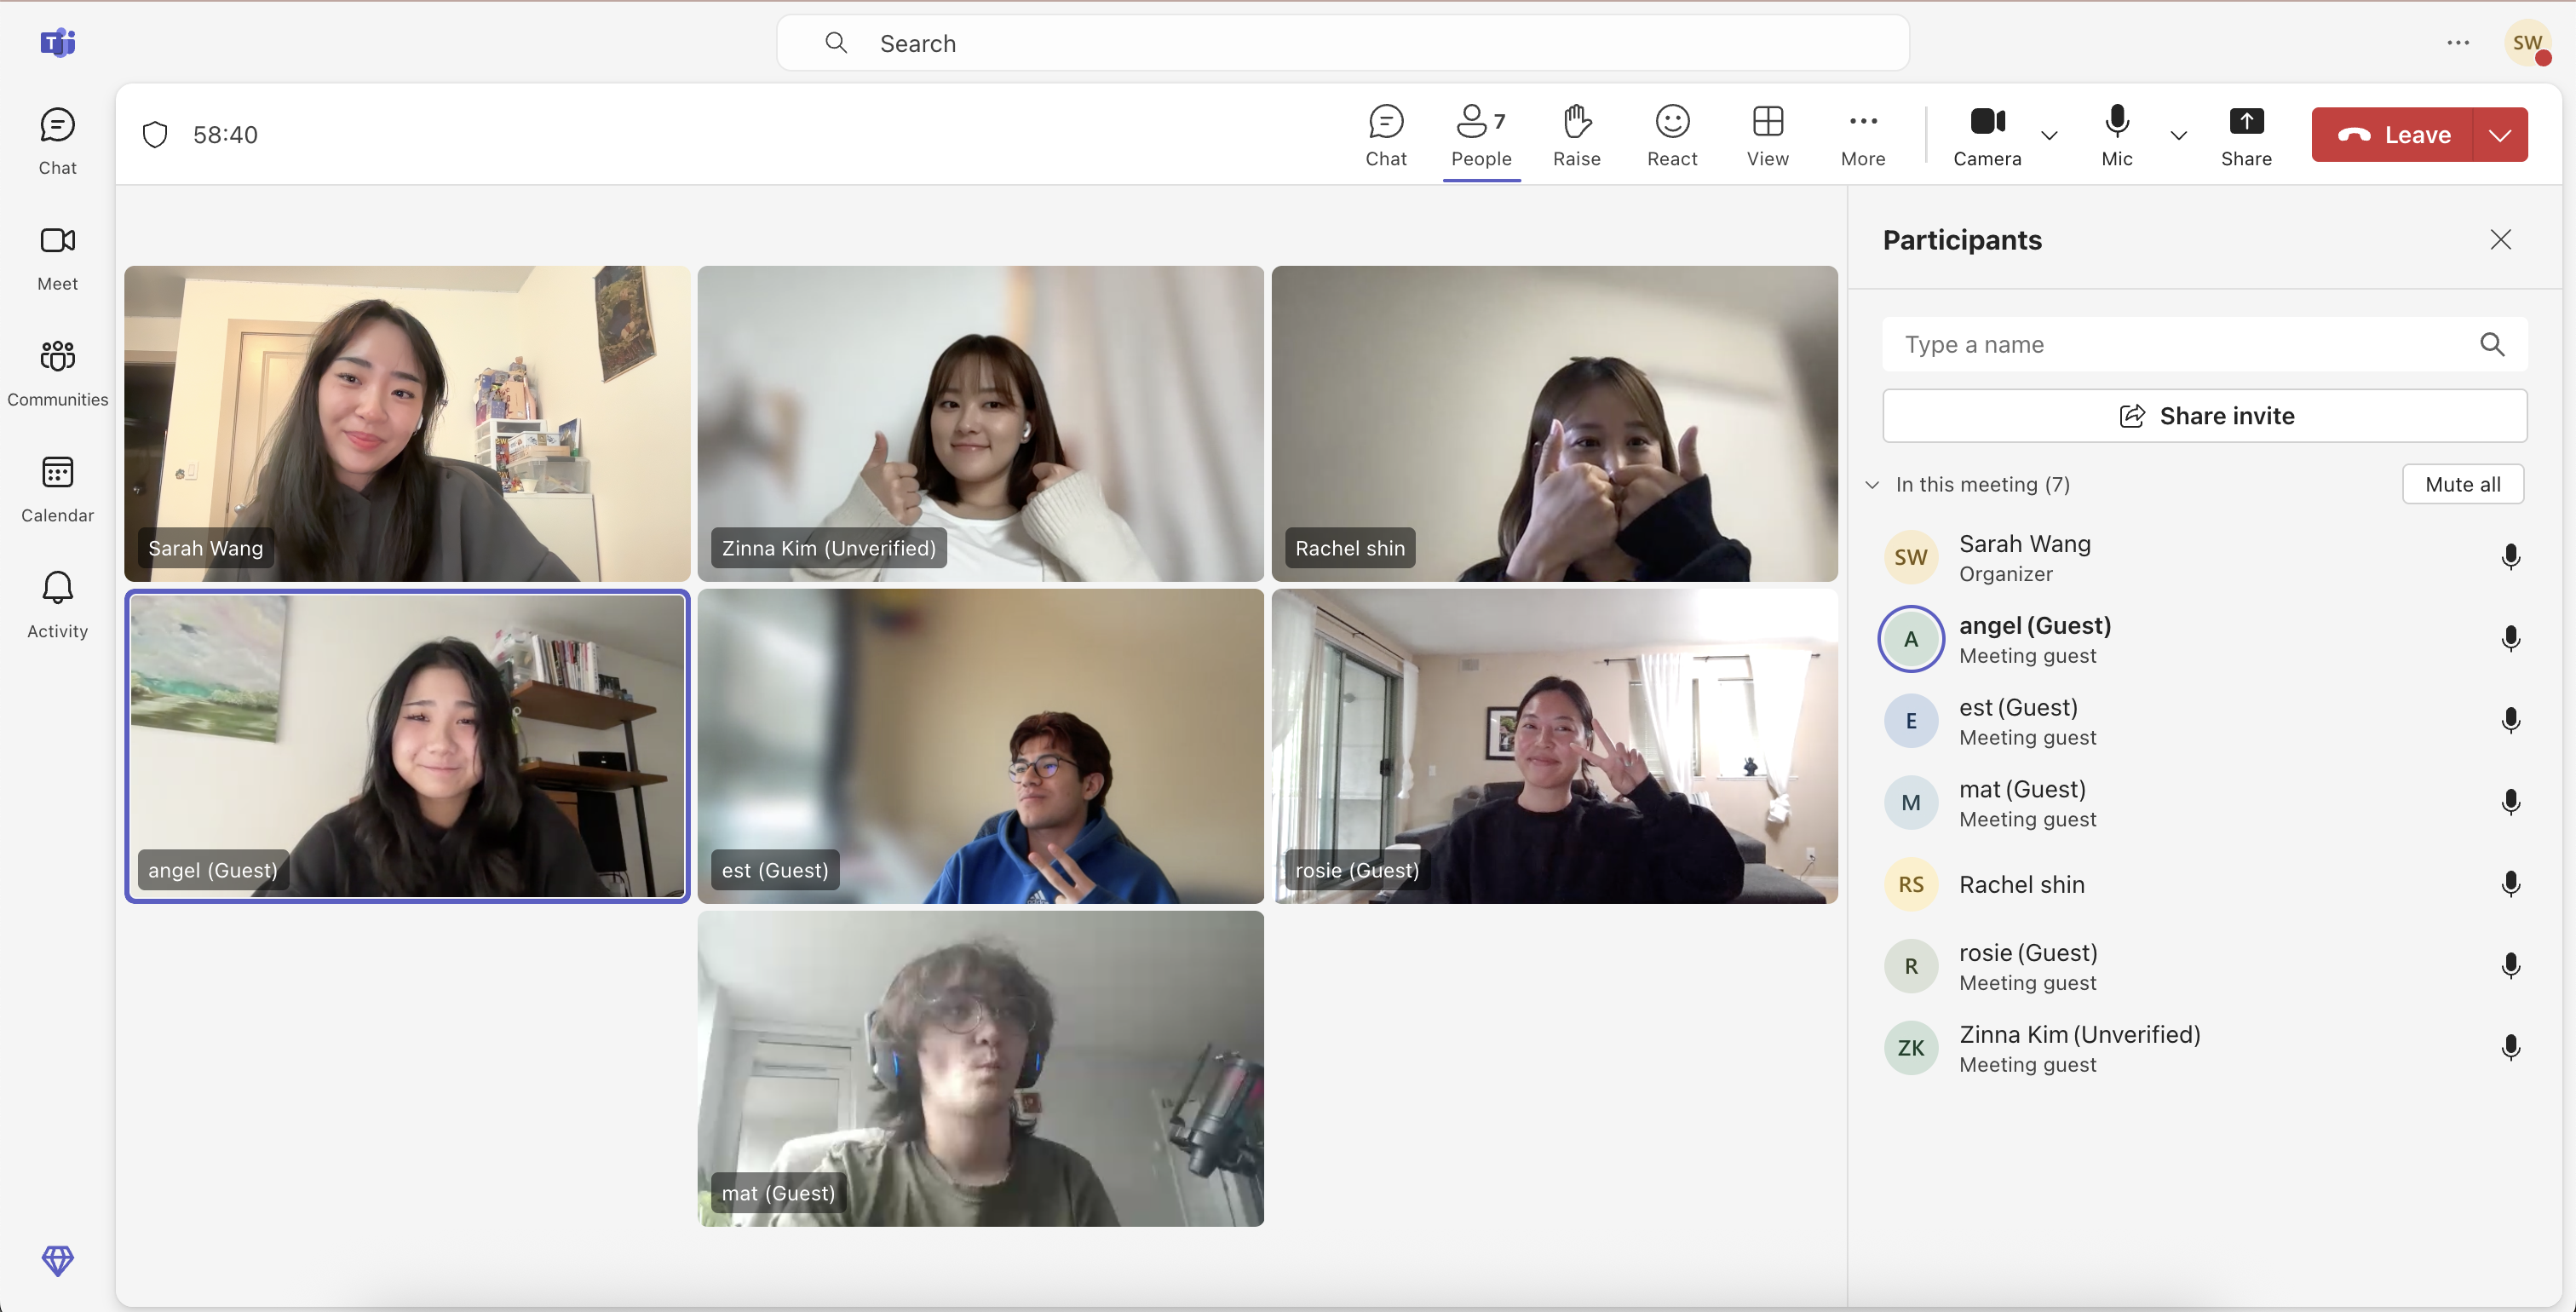 Search
SW
Chat
Meet
Communities
Calendar
Activity
58:40
Chat
People
7
Raise
React
View
More
Camera
Mic
Share
Leave
Sarah Wang
Zinna Kim (Unverified)
Rachel shin
angel (Guest)
est (Guest)
rosie (Guest)
mat (Guest)
Participants
Type a name
Share invite
In this meeting (7)
Mute all
SW
Sarah Wang
Organizer
A
angel (Guest)
Meeting guest
E
est (Guest)
Meeting guest
M
mat (Guest)
Meeting guest
RS
Rachel shin
R
rosie (Guest)
Meeting guest
ZK
Zinna Kim (Unverified)
Meeting guest